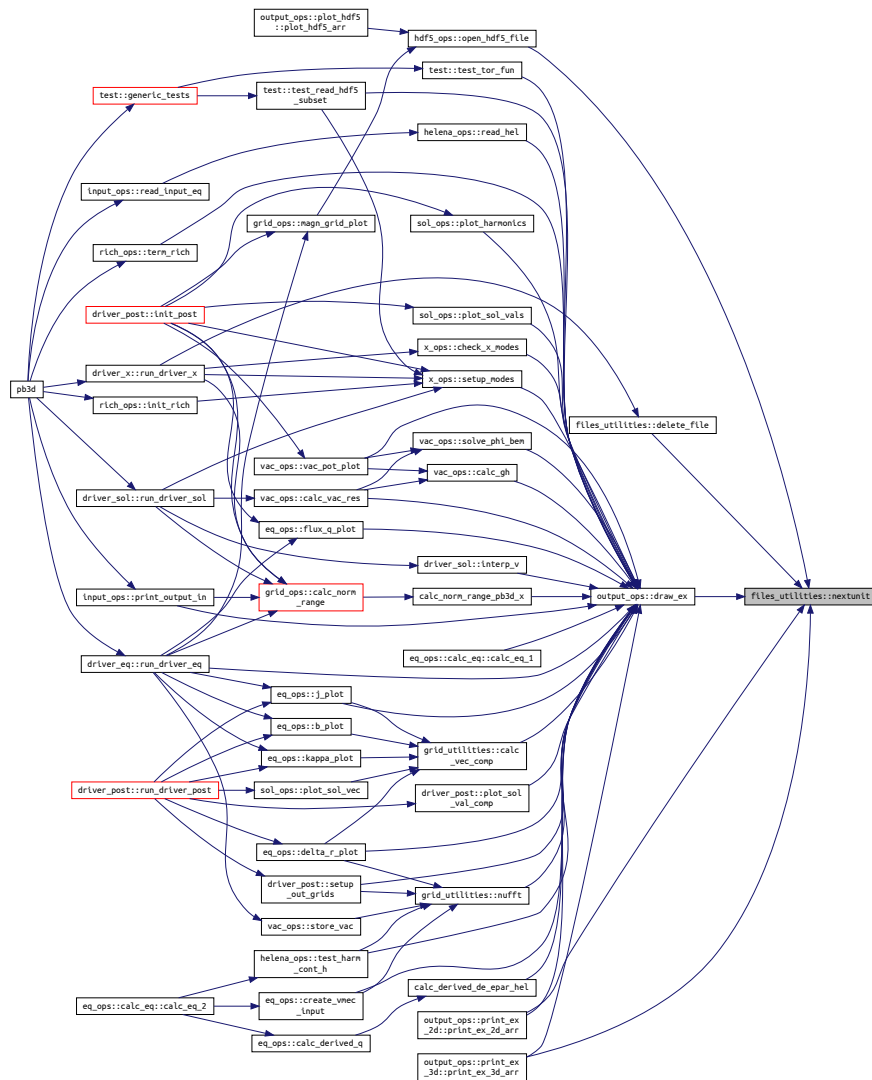 output_ops::plot_hdf5
::plot_hdf5_arr
hdf5_ops::open_hdf5_file
test::test_tor_fun
test::generic_tests
test::test_read_hdf5
_subset
helena_ops::read_hel
input_ops::read_input_eq
grid_ops::magn_grid_plot
sol_ops::plot_harmonics
rich_ops::term_rich
driver_post::init_post
sol_ops::plot_sol_vals
x_ops::check_x_modes
driver_x::run_driver_x
x_ops::setup_modes
pb3d
rich_ops::init_rich
files_utilities::delete_file
vac_ops::solve_phi_bem
vac_ops::vac_pot_plot
vac_ops::calc_gh
driver_sol::run_driver_sol
vac_ops::calc_vac_res
eq_ops::flux_q_plot
driver_sol::interp_v
input_ops::print_output_in
grid_ops::calc_norm
_range
calc_norm_range_pb3d_x
output_ops::draw_ex
files_utilities::nextunit
eq_ops::calc_eq::calc_eq_1
driver_eq::run_driver_eq
eq_ops::j_plot
eq_ops::b_plot
grid_utilities::calc
_vec_comp
eq_ops::kappa_plot
driver_post::run_driver_post
sol_ops::plot_sol_vec
driver_post::plot_sol
_val_comp
eq_ops::delta_r_plot
driver_post::setup
_out_grids
grid_utilities::nufft
vac_ops::store_vac
helena_ops::test_harm
_cont_h
calc_derived_de_epar_hel
eq_ops::calc_eq::calc_eq_2
eq_ops::create_vmec
_input
output_ops::print_ex
_2d::print_ex_2d_arr
eq_ops::calc_derived_q
output_ops::print_ex
_3d::print_ex_3d_arr